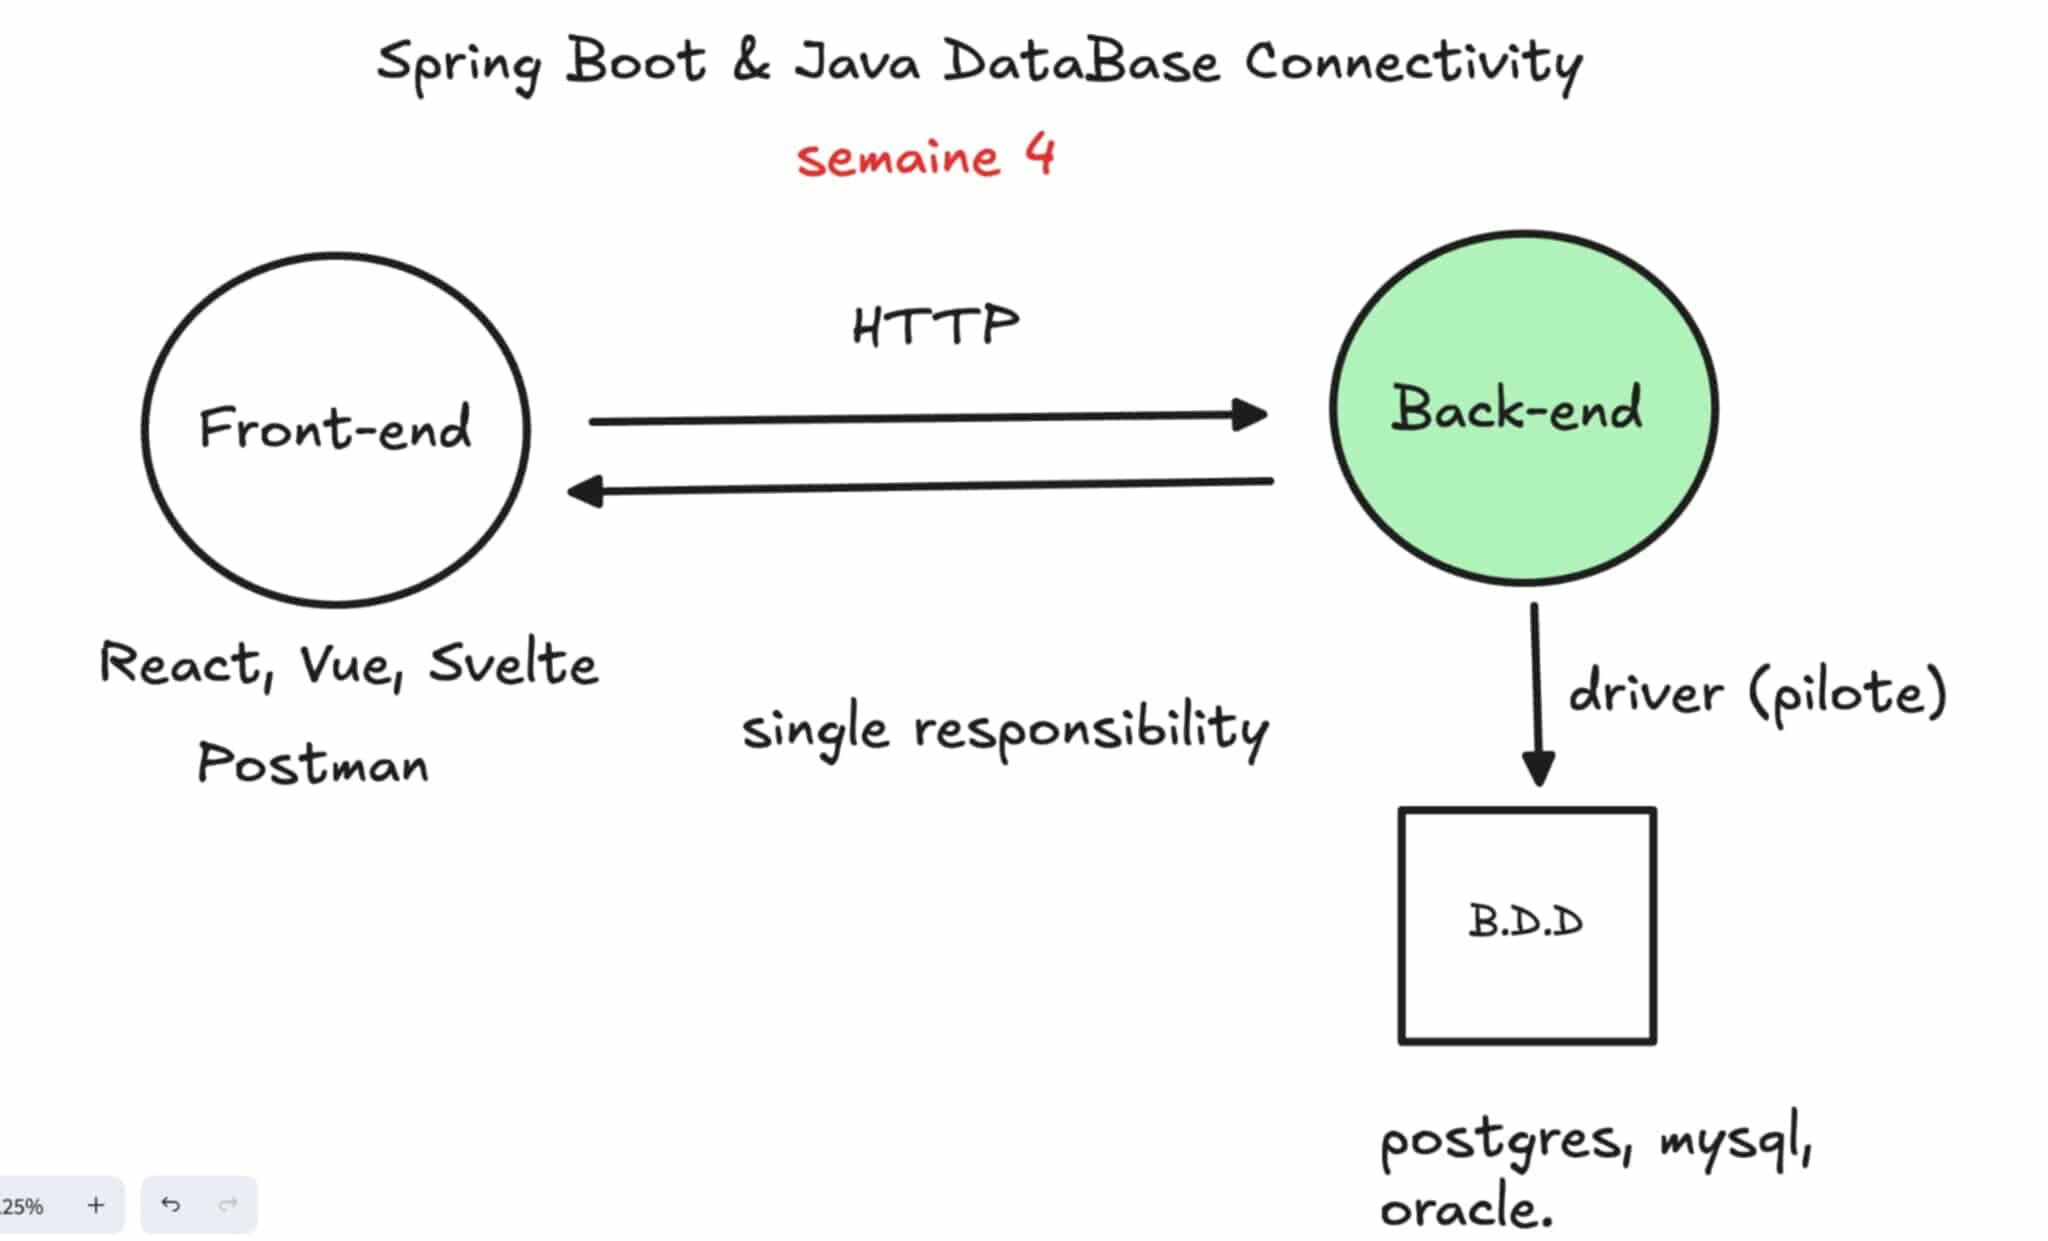 Spring Boot & Java DataBase Connectivity
semaine 4
HTTP
Front-end
Back-end
React, Vue, Svelte
Postman
single responsibility
driver (pilote)
B.D.D
postgres, mysql,
oracle.
25% +